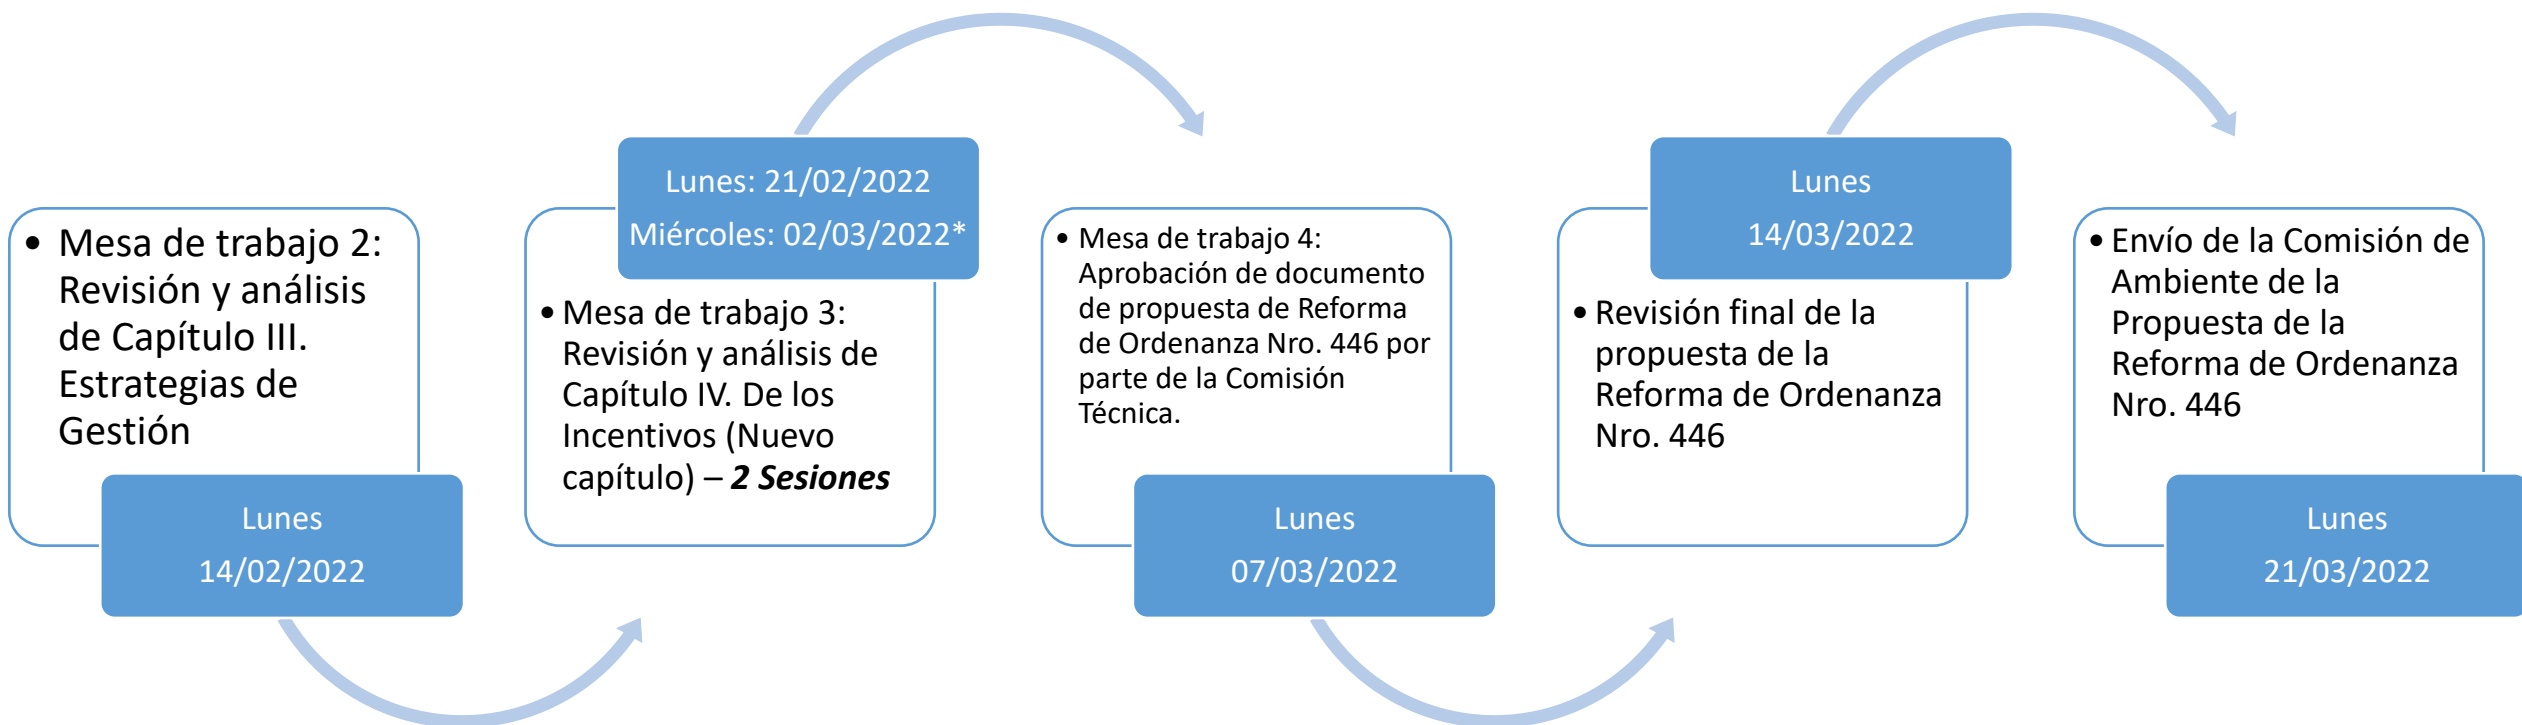 • Mesa de trabajo 2:
Revisión y análisis
de Capítulo III.
Estrategias de
Gestión
Lunes
14/02/2022
Lunes: 21/02/2022
Miércoles: 02/03/2022*
• Mesa de trabajo 3:
Revisión y análisis de
Capítulo IV. De los
Incentivos (Nuevo
capítulo) – 2 Sesiones
• Mesa de trabajo 4:
Aprobación de documento
de propuesta de Reforma
de Ordenanza Nro. 446 por
parte de la Comisión
Técnica.
Lunes
07/03/2022
Lunes
14/03/2022
• Revisión final de la
propuesta de la
Reforma de Ordenanza
Nro. 446
• Envío de la Comisión de
Ambiente de la
Propuesta de la
Reforma de Ordenanza
Nro. 446
Lunes
21/03/2022